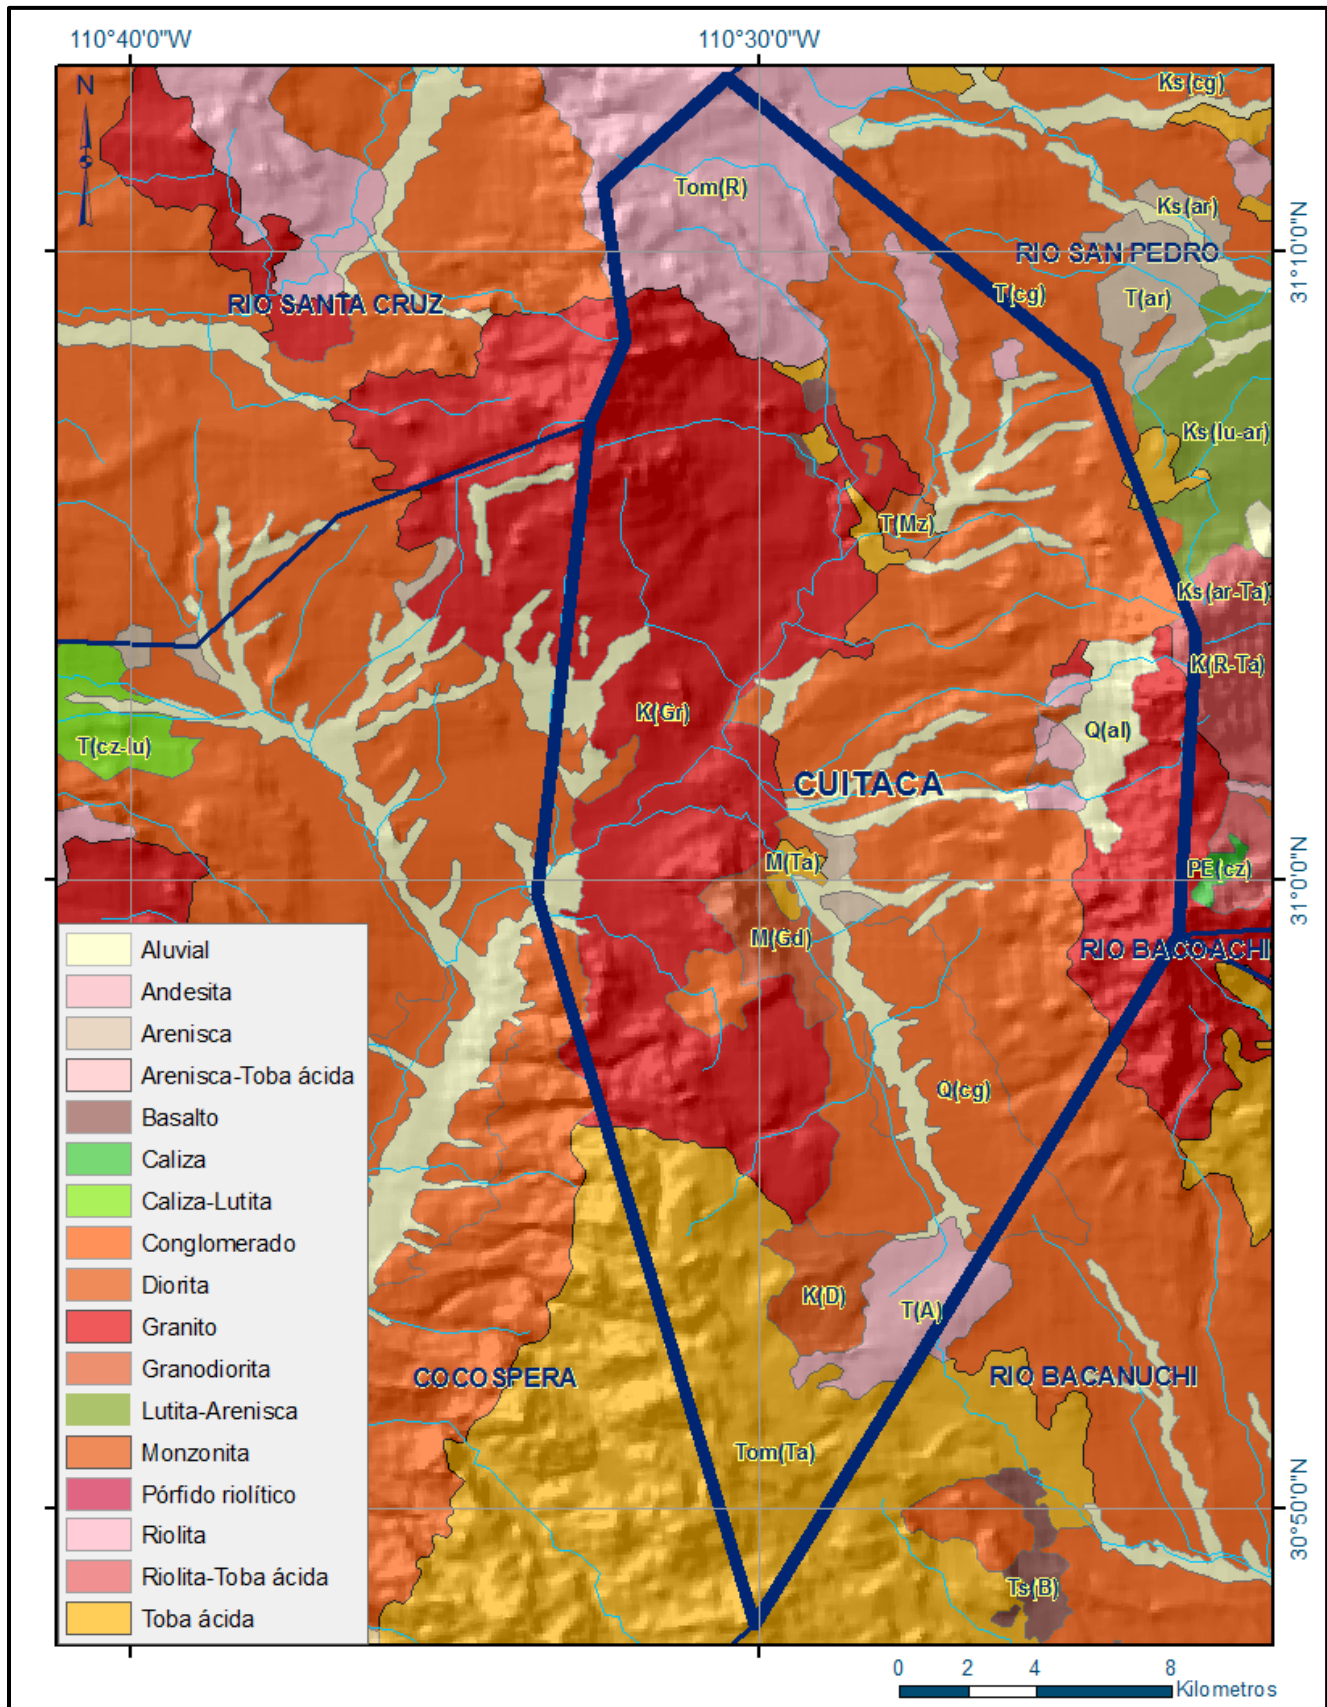 110°40'0"W
110°30'0"W
N
Ks(cg)
Tom(R)
Ks(ar)
RIO SAN PEDRO
31°10'0"N
T(cg)
T(ar)
RIO SANTA CRUZ
Ks(lu-ar)
T(Mz)
Ks(ar-Ta)
K(R-Ta)
K(Gr)
Q(al)
T(cz-lu)
CUITACA
M(Ta)
PE(cz)
31°0'0"N
M(Gd)
RIO BACOACHI
Q(cg)
K(D)
T(A)
COCOSPERA
RIO BACANUCHI
Tom(Ta)
30°50'0"N
Ts(B)
Aluvial
Andesita
Arenisca
Arenisca-Toba ácida
Basalto
Caliza
Caliza-Lutita
Conglomerado
Diorita
Granito
Granodiorita
Lutita-Arenisca
Monzonita
Pórfido riolítico
Riolita
Riolita-Toba ácida
Toba ácida
0 2 4 8
Kilometros